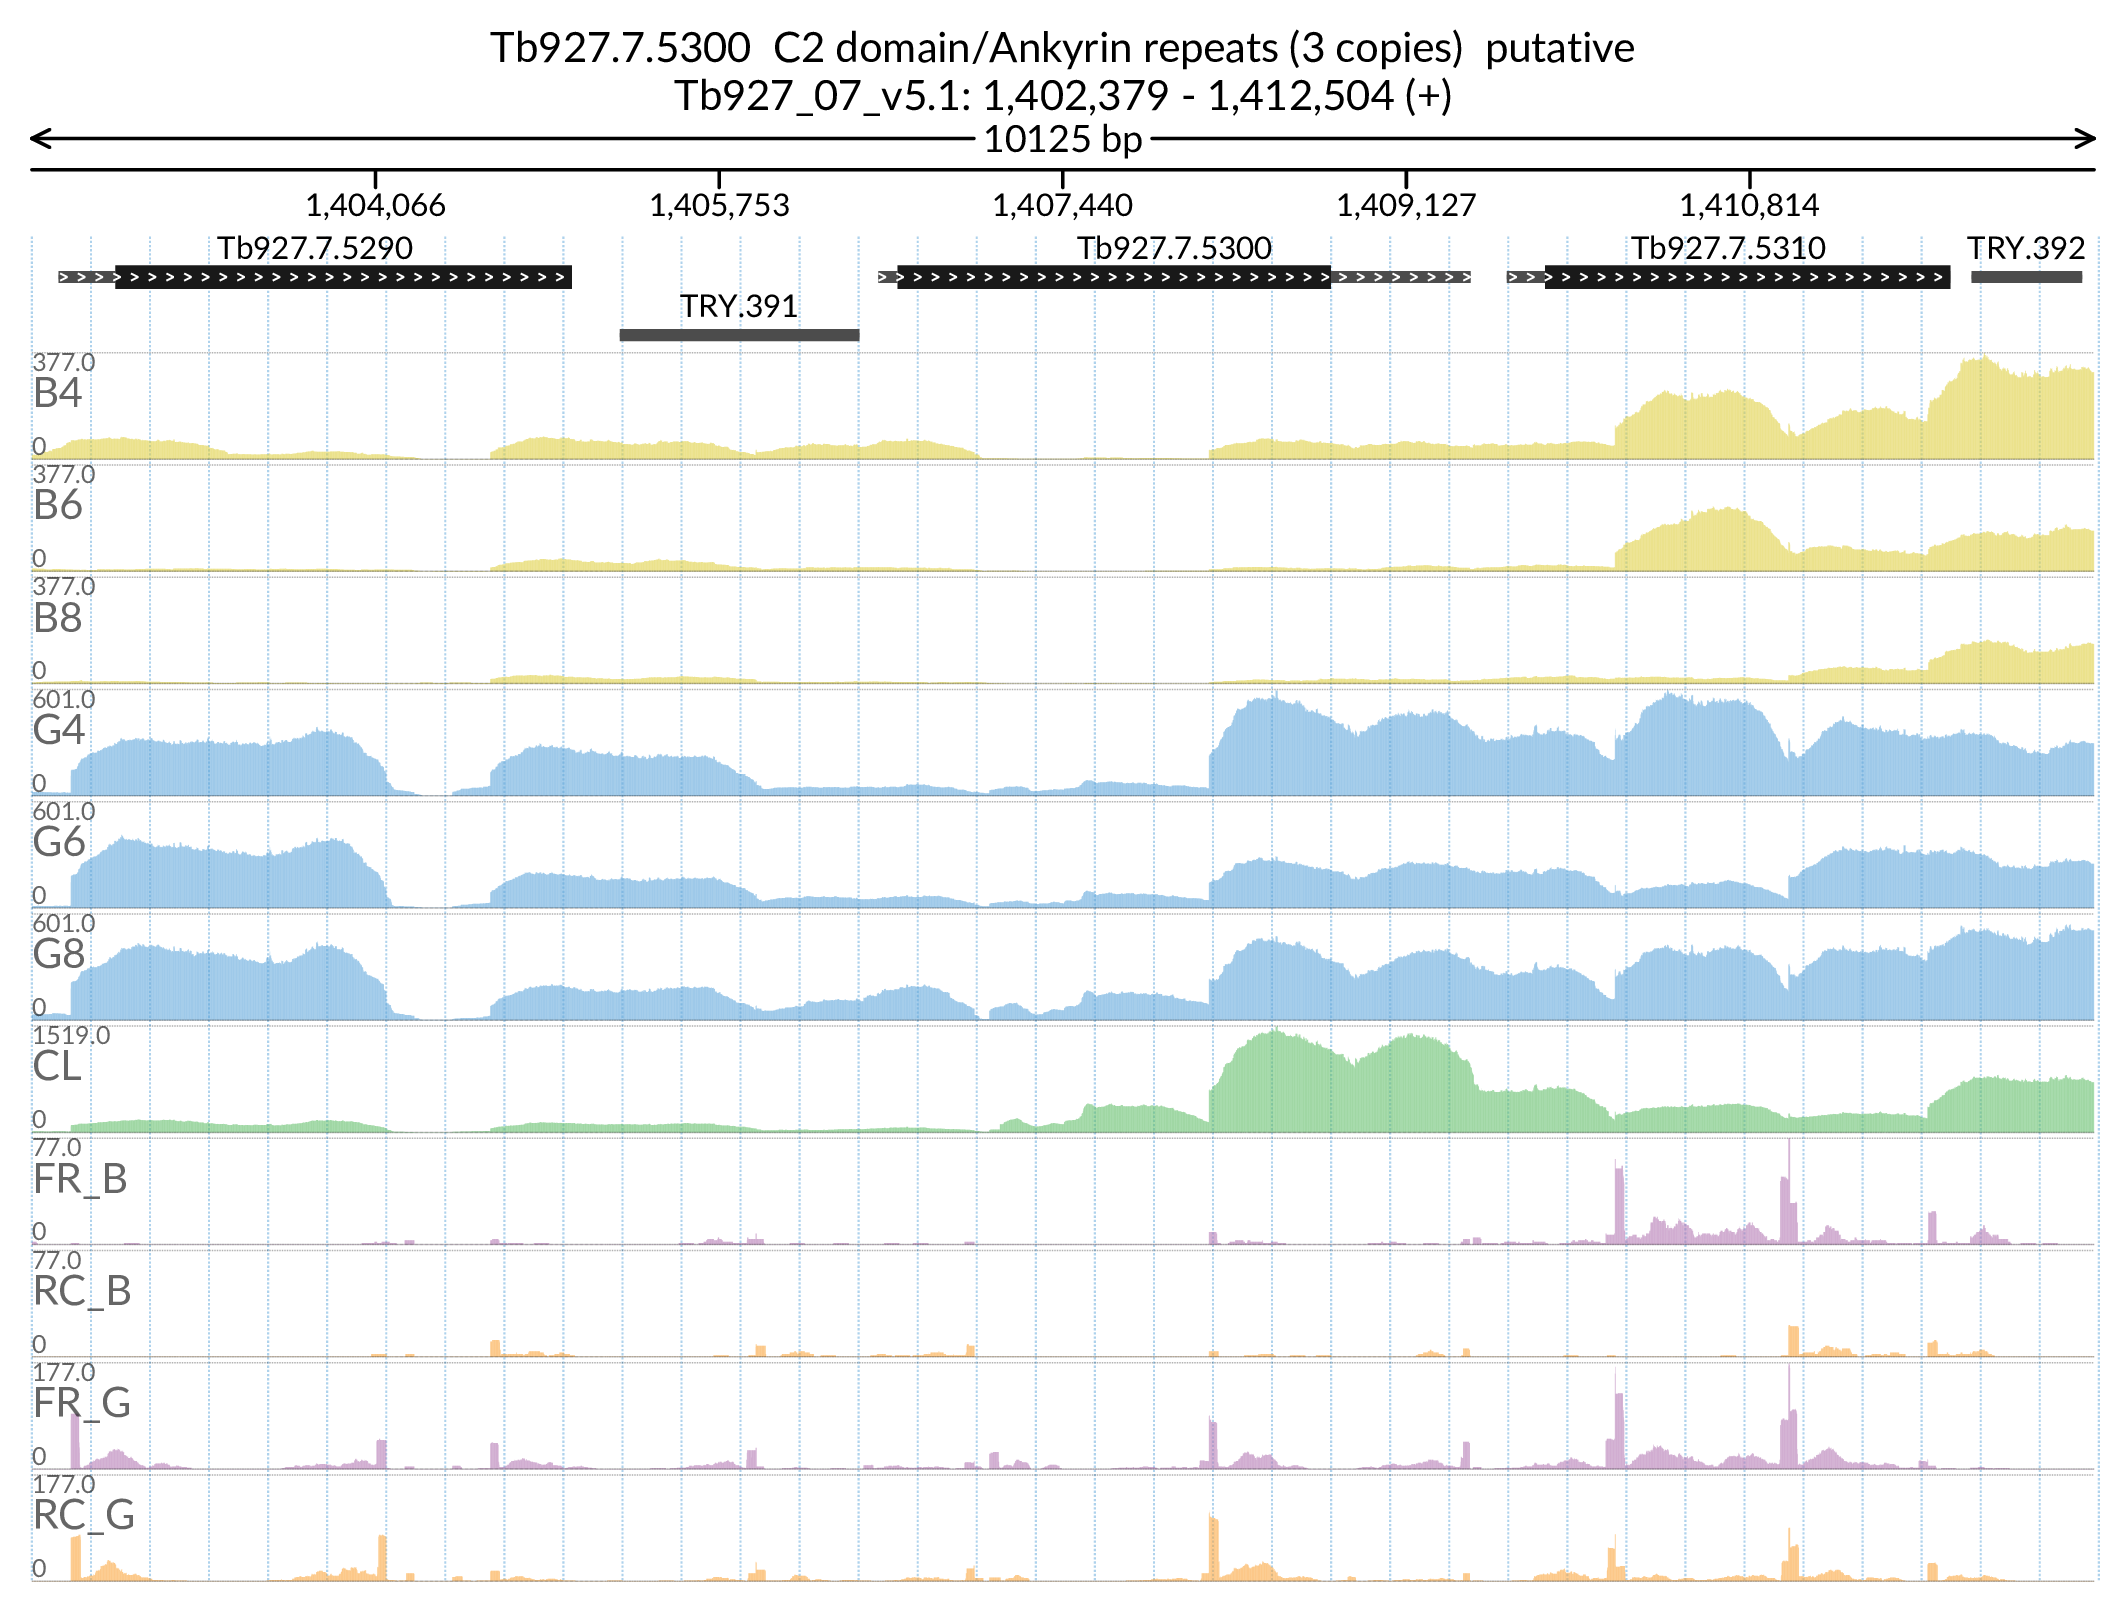 Tb927.7.5300 C2 domain/Ankyrin repeats (3 copies) putative
Tb927_07_v5.1: 1,402,379 - 1,412,504 (+)
10125 bp
1,404,066 1,405,753 1,407,440 1,409,127 1,410,814
Tb927.7.5290 Tb927.7.5300 Tb927.7.5310 TRY.392
TRY.391
377.0
B4
0
377.0
B6
0
377.0
B8
0
601.0
G4
0
601.0
G6
0
601.0
G8
0
1519.0
CL
0
77.0
FR_B
0
77.0
RC_B
0
177.0
FR_G
0
177.0
RC_G
0